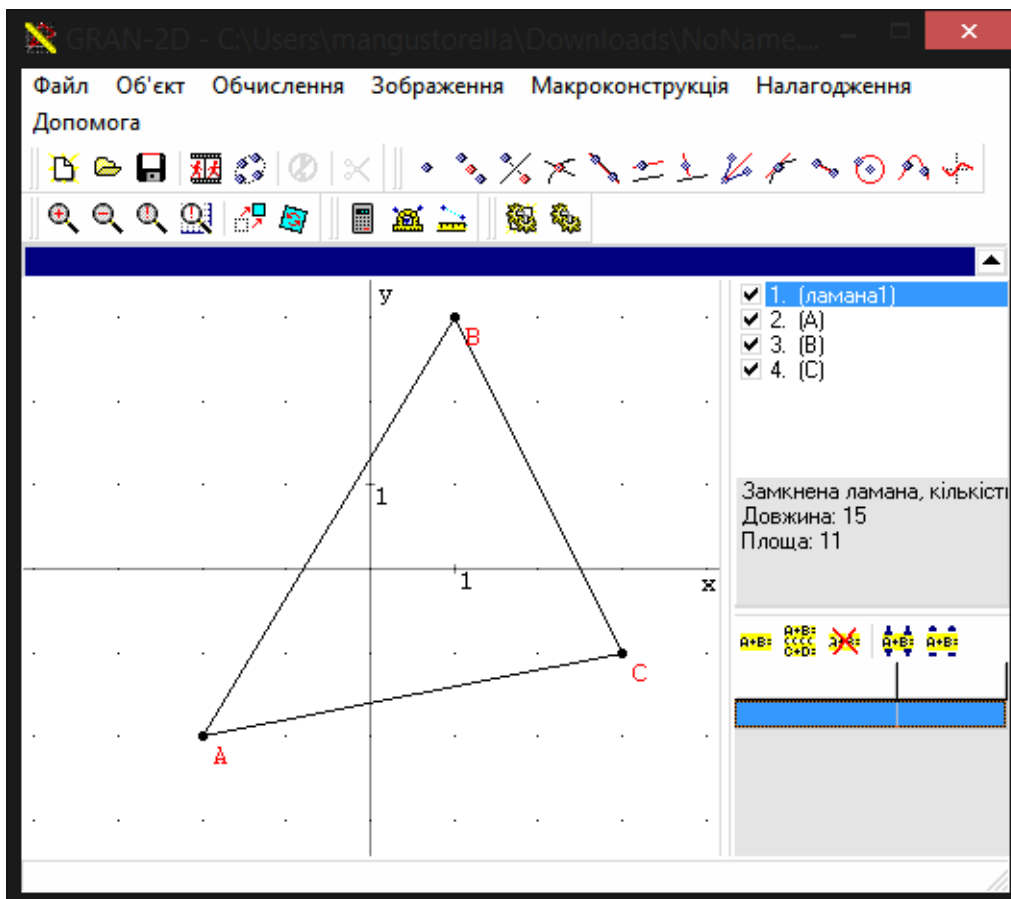 GRAN-2D - C:\Users\mangustorella\Downloads\NoName....
Файл Об'єкт Обчислення Зображення Макроконструкція Налагодження
Допомога
y
1. (ламана1)
B
2. (A)
3. (B)
4. (C)
1
Замкнена ламана, кількісті
Довжина: 15
Площа: 11
1
x
A+B=
A+B=
CCCC
C+D=
A+B=
A+B=
C
A